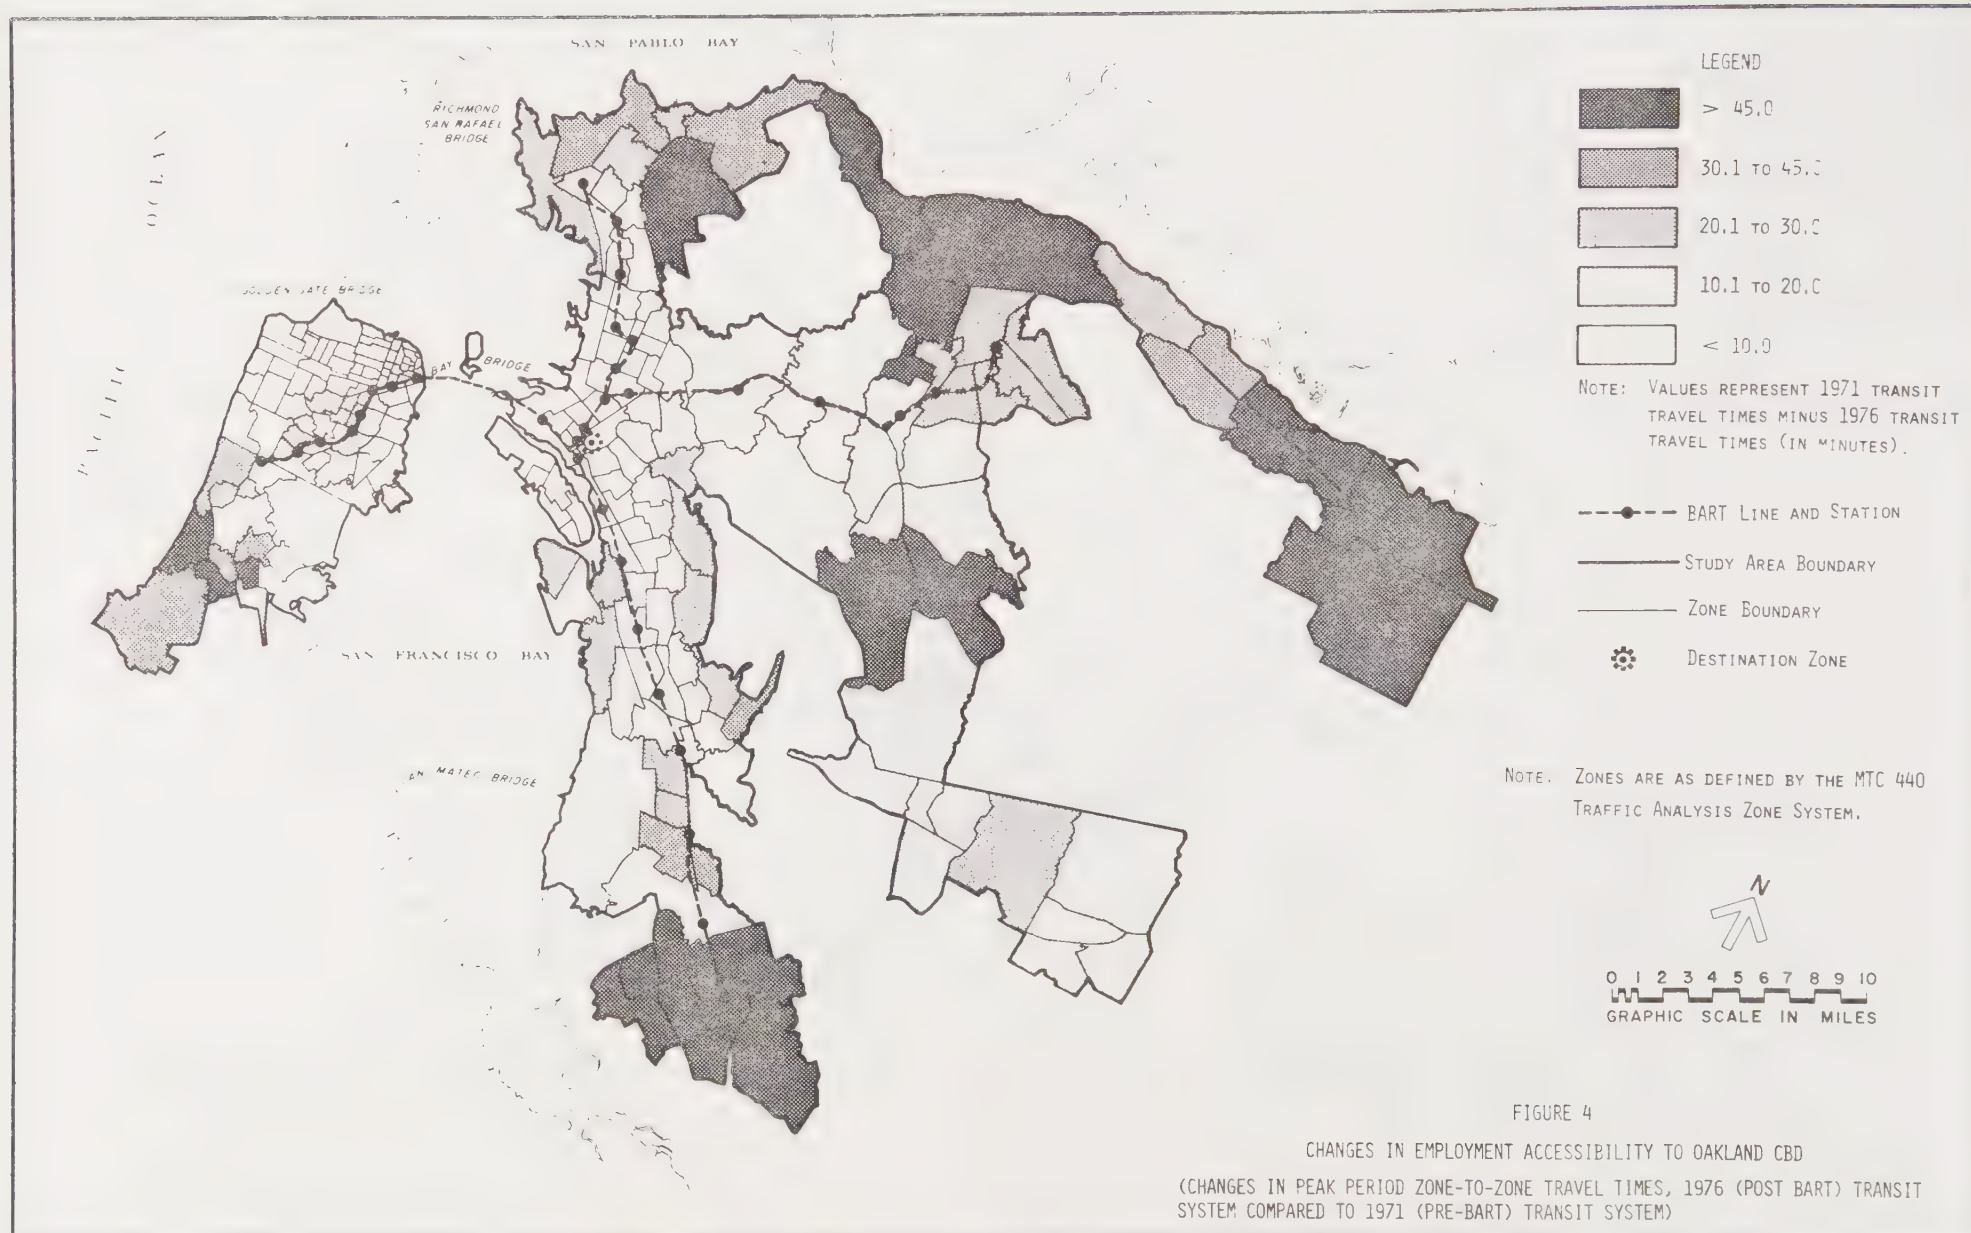 SAN PABLO BAY
RICHMOND
SAN RAFAEL
BRIDGE
OCEAN
PACIFIC
BAY BRIDGE
SAN FRANCISCO BAY
MATEO BRIDGE
LEGEND
> 45.0
30.1 TO 45.0
20.1 TO 30.0
10.1 TO 20.0
< 10.0
NOTE: VALUES REPRESENT 1971 TRANSIT
TRAVEL TIMES MINUS 1976 TRANSIT
TRAVEL TIMES (IN MINUTES).
BART LINE AND STATION
STUDY AREA BOUNDARY
ZONE BOUNDARY
DESTINATION ZONE
NOTE. ZONES ARE AS DEFINED BY THE MTC 440
TRAFFIC ANALYSIS ZONE SYSTEM.
N
0 1 2 3 4 5 6 7 8 9 10
GRAPHIC SCALE IN MILES
FIGURE 4
CHANGES IN EMPLOYMENT ACCESSIBILITY TO OAKLAND CBD
(CHANGES IN PEAK PERIOD ZONE-TO-ZONE TRAVEL TIMES, 1976 (POST BART) TRANSIT
SYSTEM COMPARED TO 1971 (PRE-BART) TRANSIT SYSTEM)